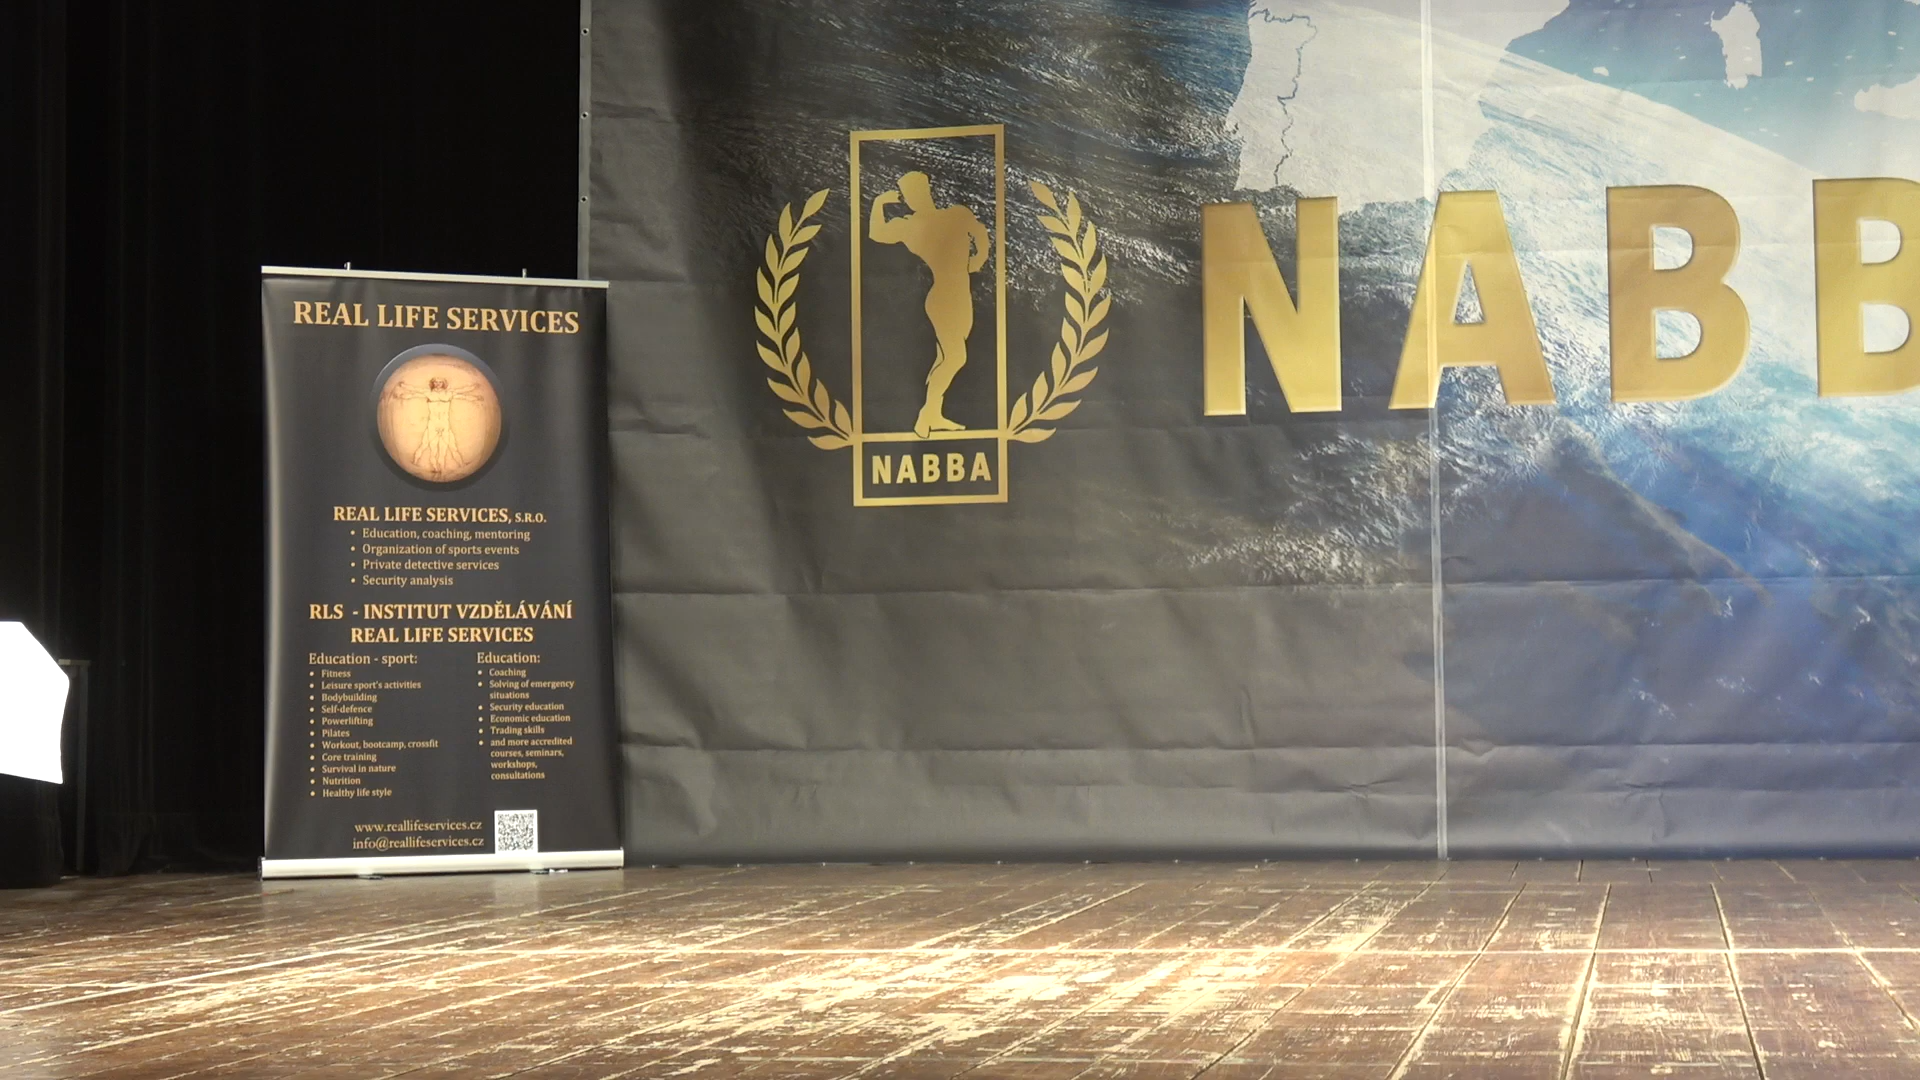 REAL LIFE SERVICES
REAL LIFE SERVICES, S.R.O.
• Education, coaching, mentoring
• Organization of sports events
• Private detective services
• Security analysis
RLS - INSTITUT VZDĚLÁVÁNÍ
REAL LIFE SERVICES
Education - sport:
• Fitness
• Leisure sport's activities
• Bodybuilding
• Self-defence
• Powerlifting
• Pilates
• Workout, bootcamp, crossfit
• Core training
• Survival in nature
• Nutrition
• Healthy life style
Education:
• Coaching
• Solving of emergency
situations
• Security education
• Economic education
• Trading skills
• and more accredited
courses, seminars,
workshops,
consultations
www.reallifeservices.cz
info@reallifeservices.cz
NABBA
NABB